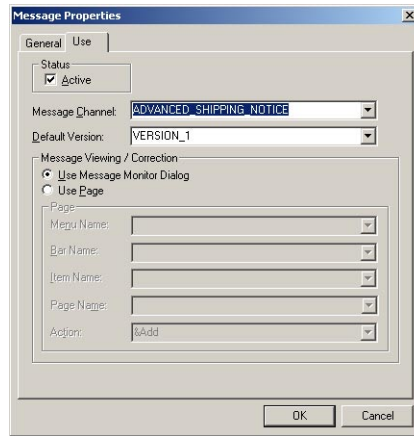 Message Properties
General Use
Status
Active
Message Channel: ADVANCED_SHIPPING_NOTICE
Default Version: VERSION_1
Message Viewing / Correction
Use Message Monitor Dialog
Use Page
Page
Menu Name:
Bar Name:
Item Name:
Page Name:
Action: &Add
OK Cancel